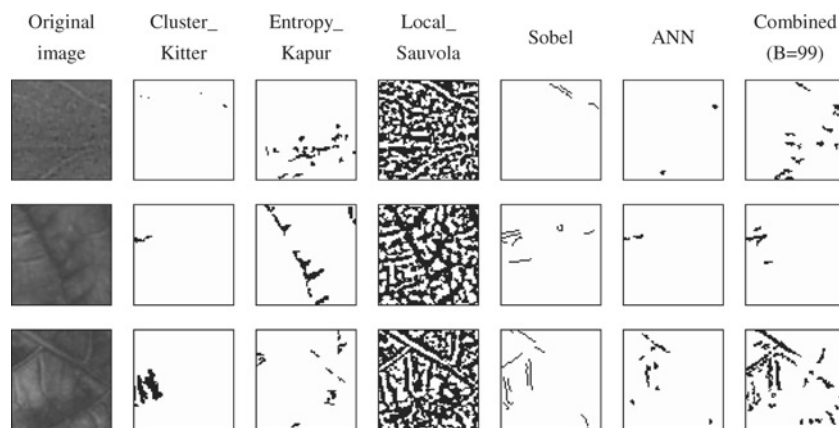 Original image
Cluster_ Kitter
Entropy_ Kapur
Local_ Sauvola
Sobel
ANN
Combined (B=99)